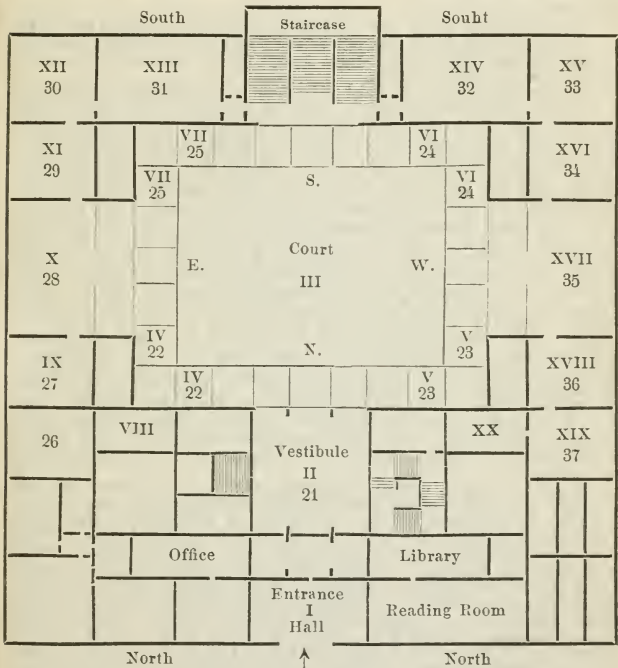 South Staircase Souht
XII XIII XIV XV
30 31 32 33
VII VI
25 24
XI XVI
29 34
VII S. VI
25 24
Court
X E. W. XVII
28 III 35
IV N. V
22 23
IX XVIII
27 36
IV V
22 23
26 VIII Vestibule XX XIX
II 37
21
Office Library
Entrance
I Reading Room
Hall
North North